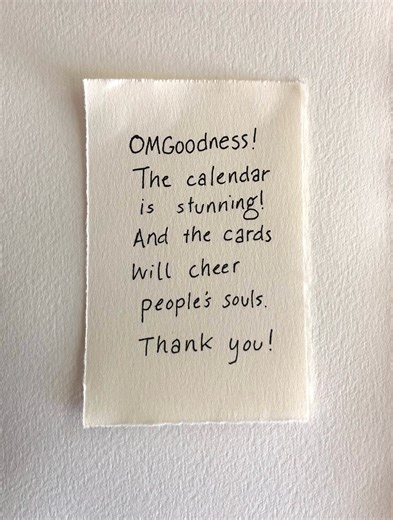 OMGoodness!
The calendar
is stunning!
And the cards
Will cheer
people's souls.
Thank you!